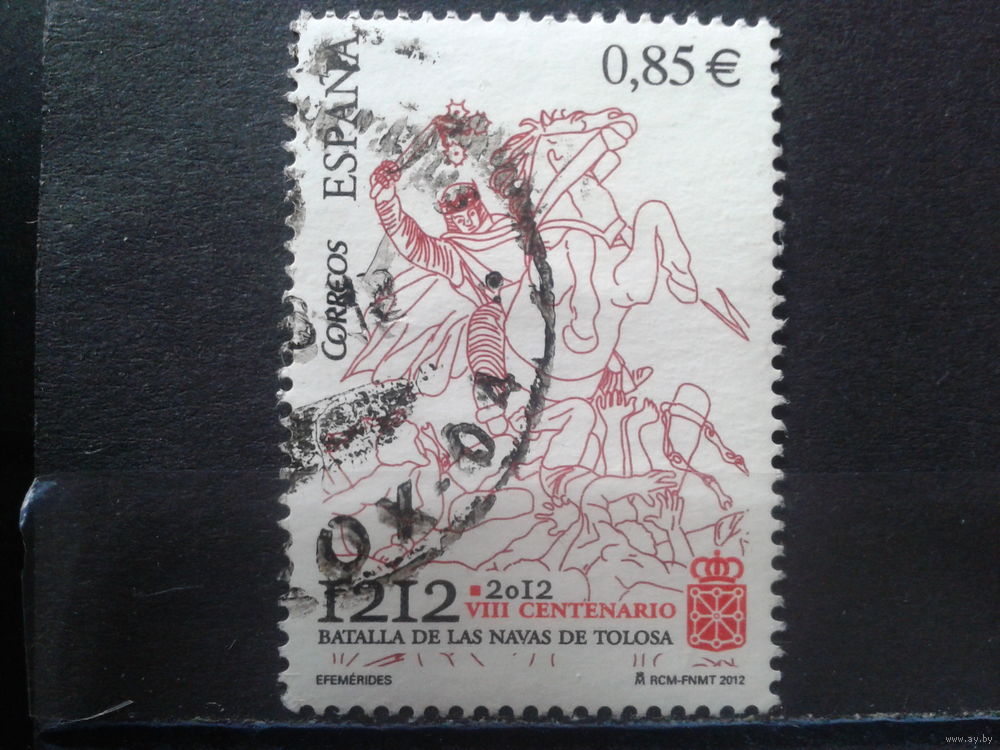 0,85 €
CORREOS ESPAÑA
1212 ▪ 2012
VIII CENTENARIO
BATALLA DE LAS NAVAS DE TOLOSA
EFEMÉRIDES
RCM-FNMT 2012
www.ay.by